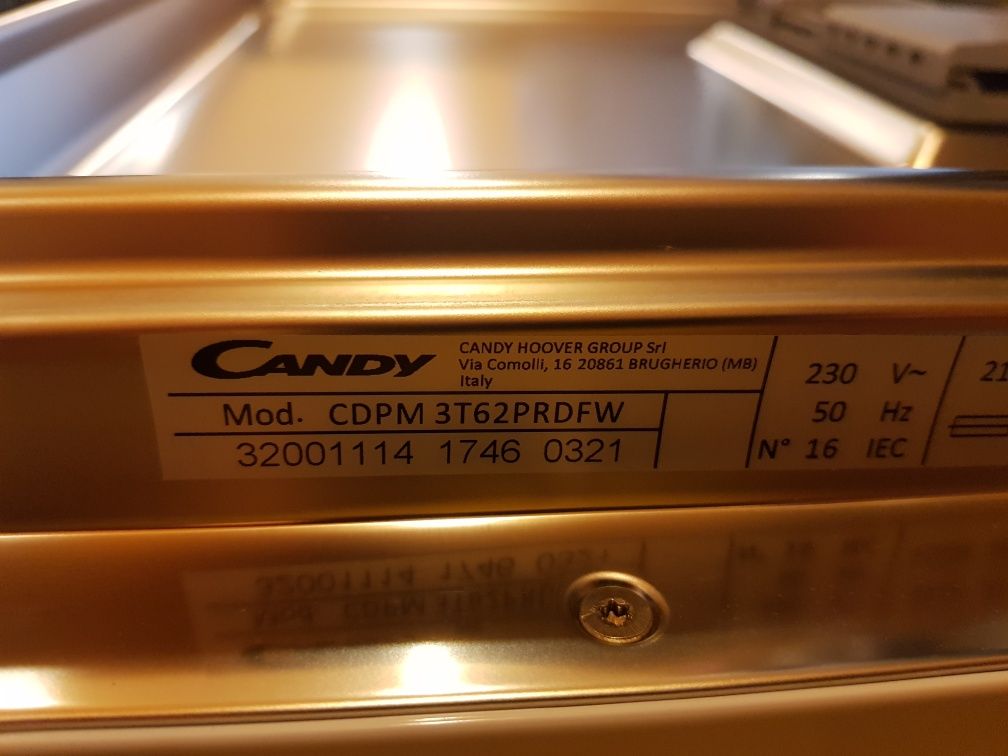 CANDY
CANDY HOOVER GROUP Srl
Via Comolli, 16 20861 BRUGHERIO (MB)
Italy
Mod. CDPM 3T62PRDFW
32001114 1746 0321
230 V~
50 Hz
N° 16 IEC
21